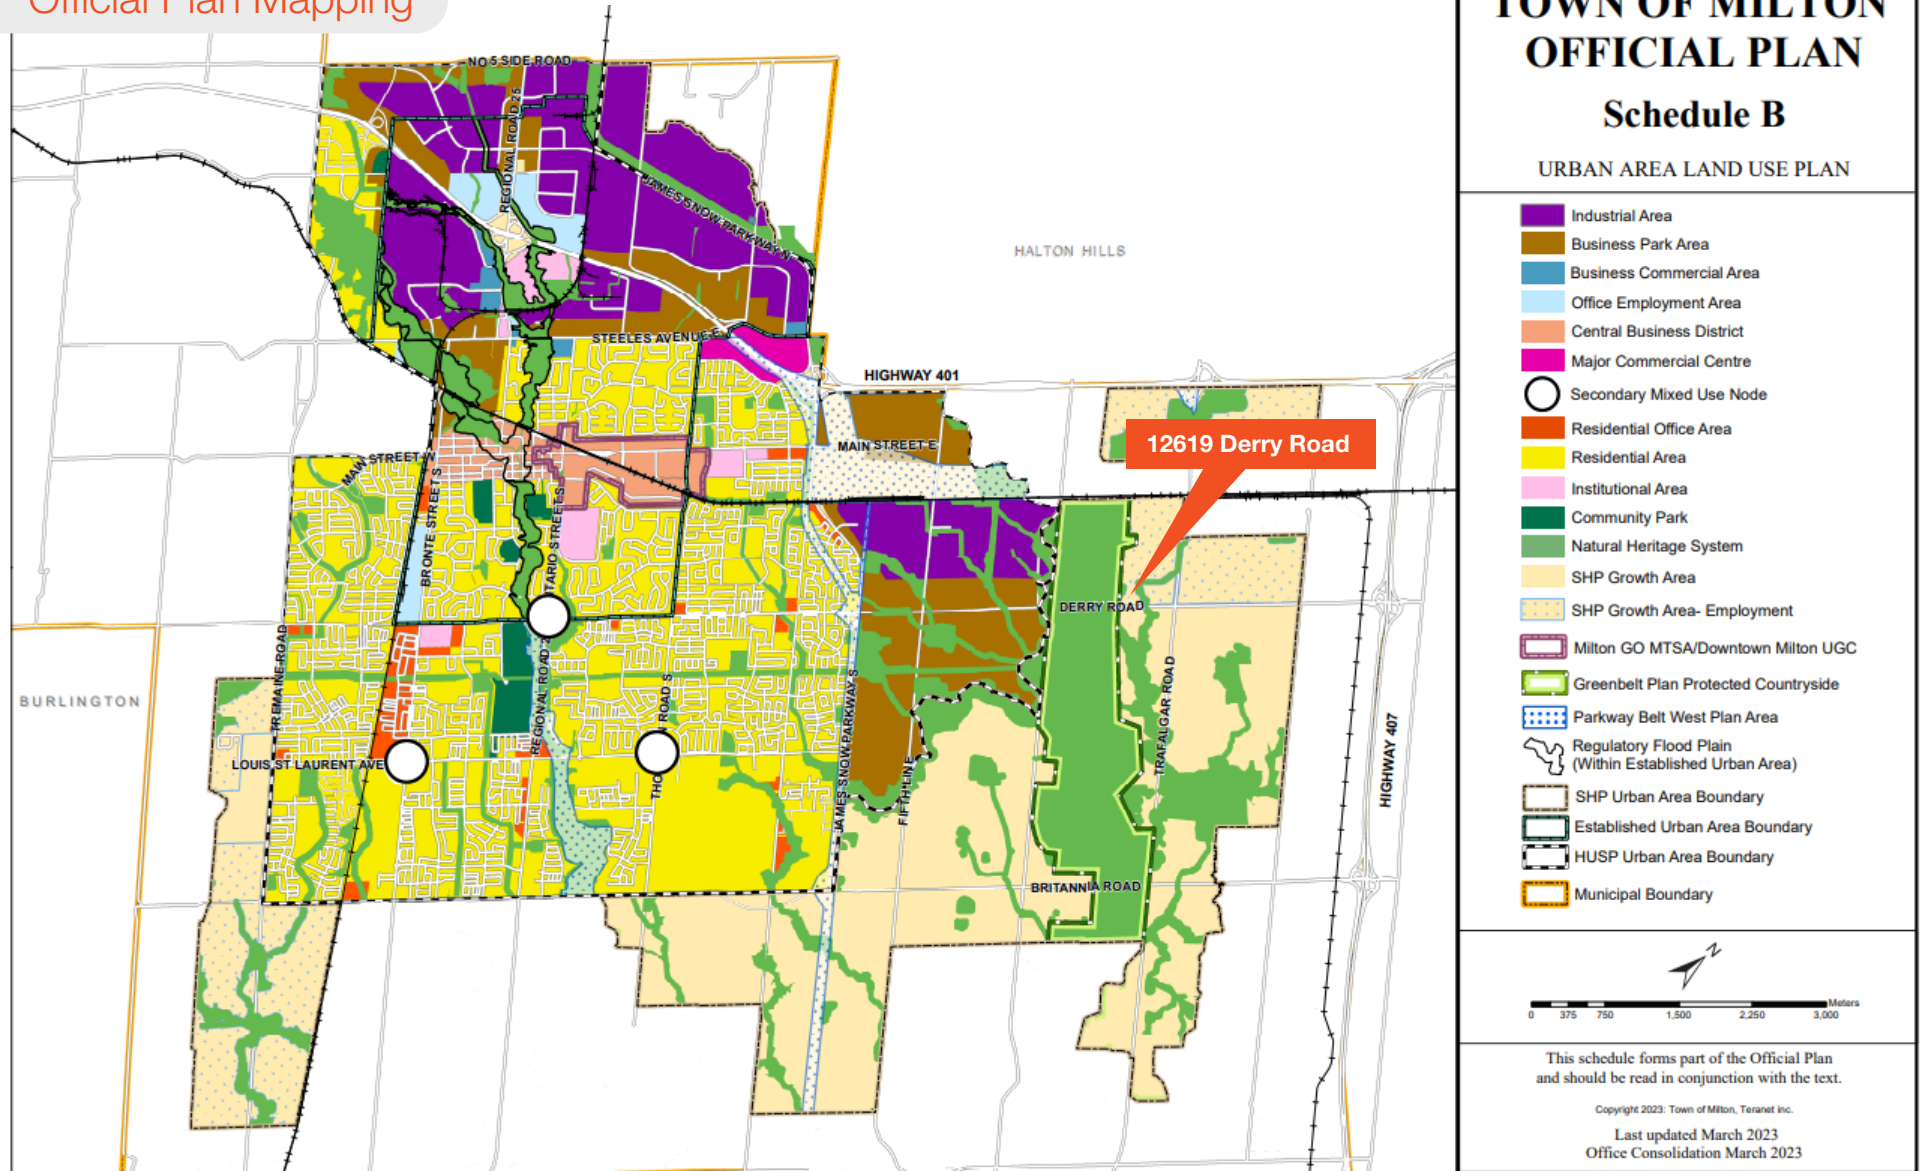 Official Plan Mapping
TOWN OF MILTON
OFFICIAL PLAN
Schedule B
URBAN AREA LAND USE PLAN
Industrial Area
Business Park Area
Business Commercial Area
Office Employment Area
Central Business District
Major Commercial Centre
Secondary Mixed Use Node
Residential Office Area
Residential Area
Institutional Area
Community Park
Natural Heritage System
SHP Growth Area
SHP Growth Area- Employment
Milton GO MTSA/Downtown Milton UGC
Greenbelt Plan Protected Countryside
Parkway Belt West Plan Area
Regulatory Flood Plain
(Within Established Urban Area)
SHP Urban Area Boundary
Established Urban Area Boundary
HUSP Urban Area Boundary
Municipal Boundary
N
Meters
0 375 750 1,500 2,250 3,000
This schedule forms part of the Official Plan
and should be read in conjunction with the text.
Copyright 2023: Town of Milton, Teranet inc.
Last updated March 2023
Office Consolidation March 2023
NO 5 SIDE ROAD
REGIONAL ROAD 25
JAMES SNOW PARKWAY N
HALTON HILLS
STEELES AVENUE E
HIGHWAY 401
12619 Derry Road
MAIN STREET E
MAIN STREET W
BRONTE STREET S
TARIO STREET S
DERRY ROAD
BURLINGTON
TREMAINE ROAD
REGIONAL ROAD 2
ROAD S
THO
JAMES SNOW PARKWAY S
FIFTH LINE
TRAFALGAR ROAD
HIGHWAY 407
LOUIS ST LAURENT AVE
BRITANNIA ROAD